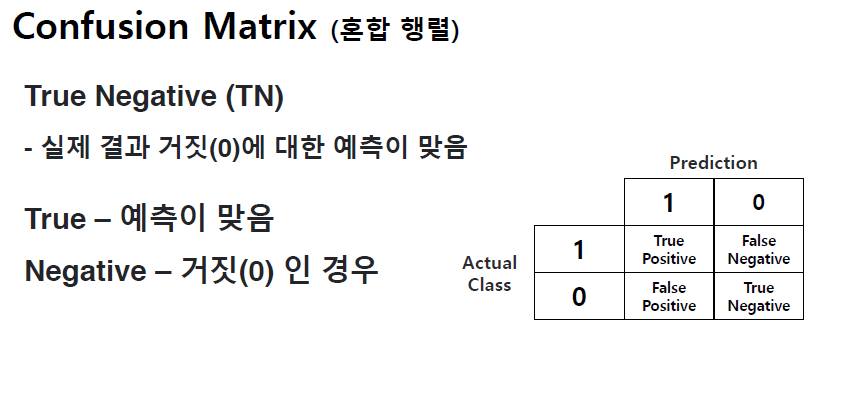 Confusion Matrix (혼합 행렬)
True Negative (TN)
- 실제 결과 거짓(0)에 대한 예측이 맞음
True – 예측이 맞음
Negative – 거짓(0) 인 경우
Prediction
1 0
Actual
Class
1
True
Positive
False
Negative
0
False
Positive
True
Negative